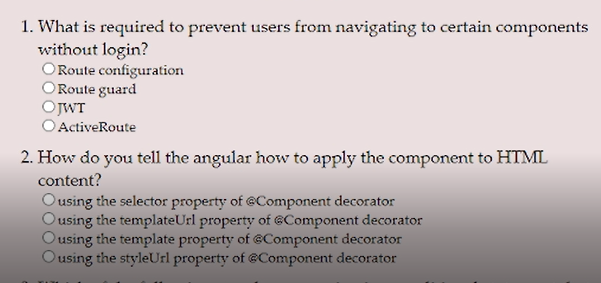 1. What is required to prevent users from navigating to certain components
without login?
Route configuration
Route guard
JWT
ActiveRoute
2. How do you tell the angular how to apply the component to HTML
content?
using the selector property of @Component decorator
using the templateUrl property of @Component decorator
using the template property of @Component decorator
using the styleUrl property of @Component decorator